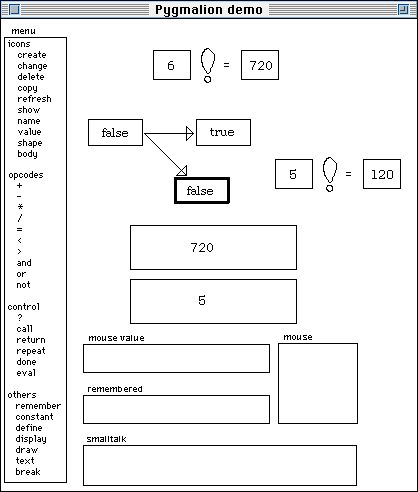 Pygmalion demo
menu
icons
create
change
delete
copy
refresh
show
name
value
shape
body
opcodes
+
-
*
/
=
<
>
and
or
not
control
?
call
return
repeat
done
eval
others
remember
constant
define
display
draw
text
break
6 ! = 720
false true
false
5 ! = 120
720
5
mouse value mouse
remembered
smalltalk